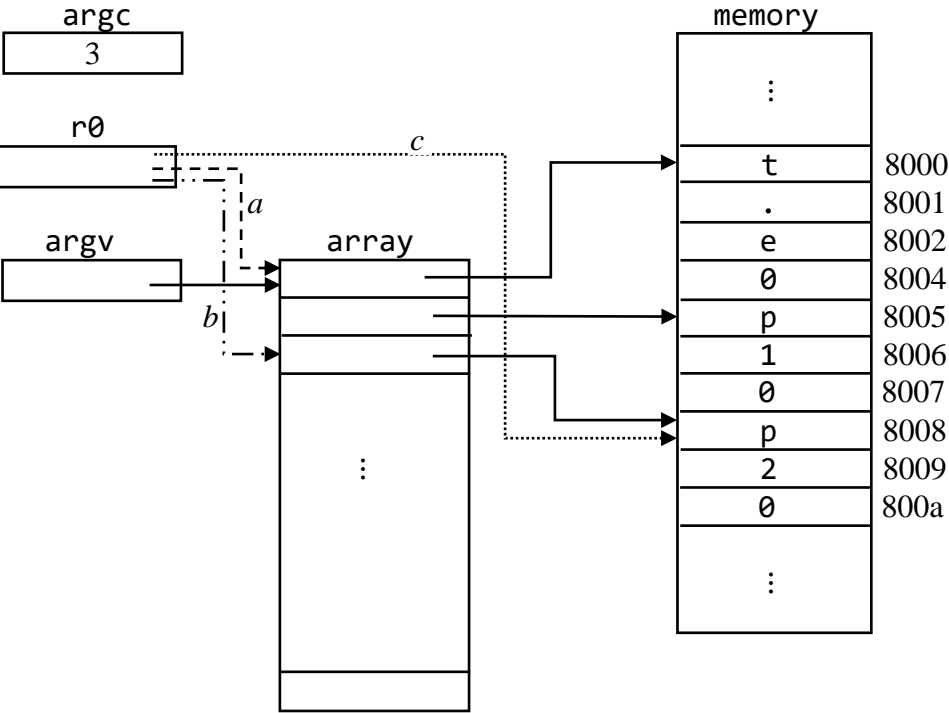 argc
memory
3
⋮
r0
c
t 8000
a
. 8001
argv
array
e 8002
0 8004
b
p 8005
1 8006
0 8007
p 8008
⋮
2 8009
0 800a
⋮